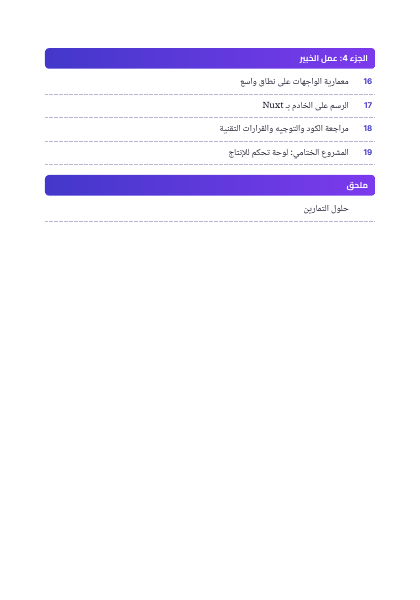 الجزء 4: عمل الخبير
16 معمارية الواجهات على نطاق واسع
17 الرسم على الخادم بـ Nuxt
18 مراجعة الكود والتوجيه والقرارات التقنية
19 المشروع الختامي: لوحة تحكم للإنتاج
ملحق
حلول التمارين